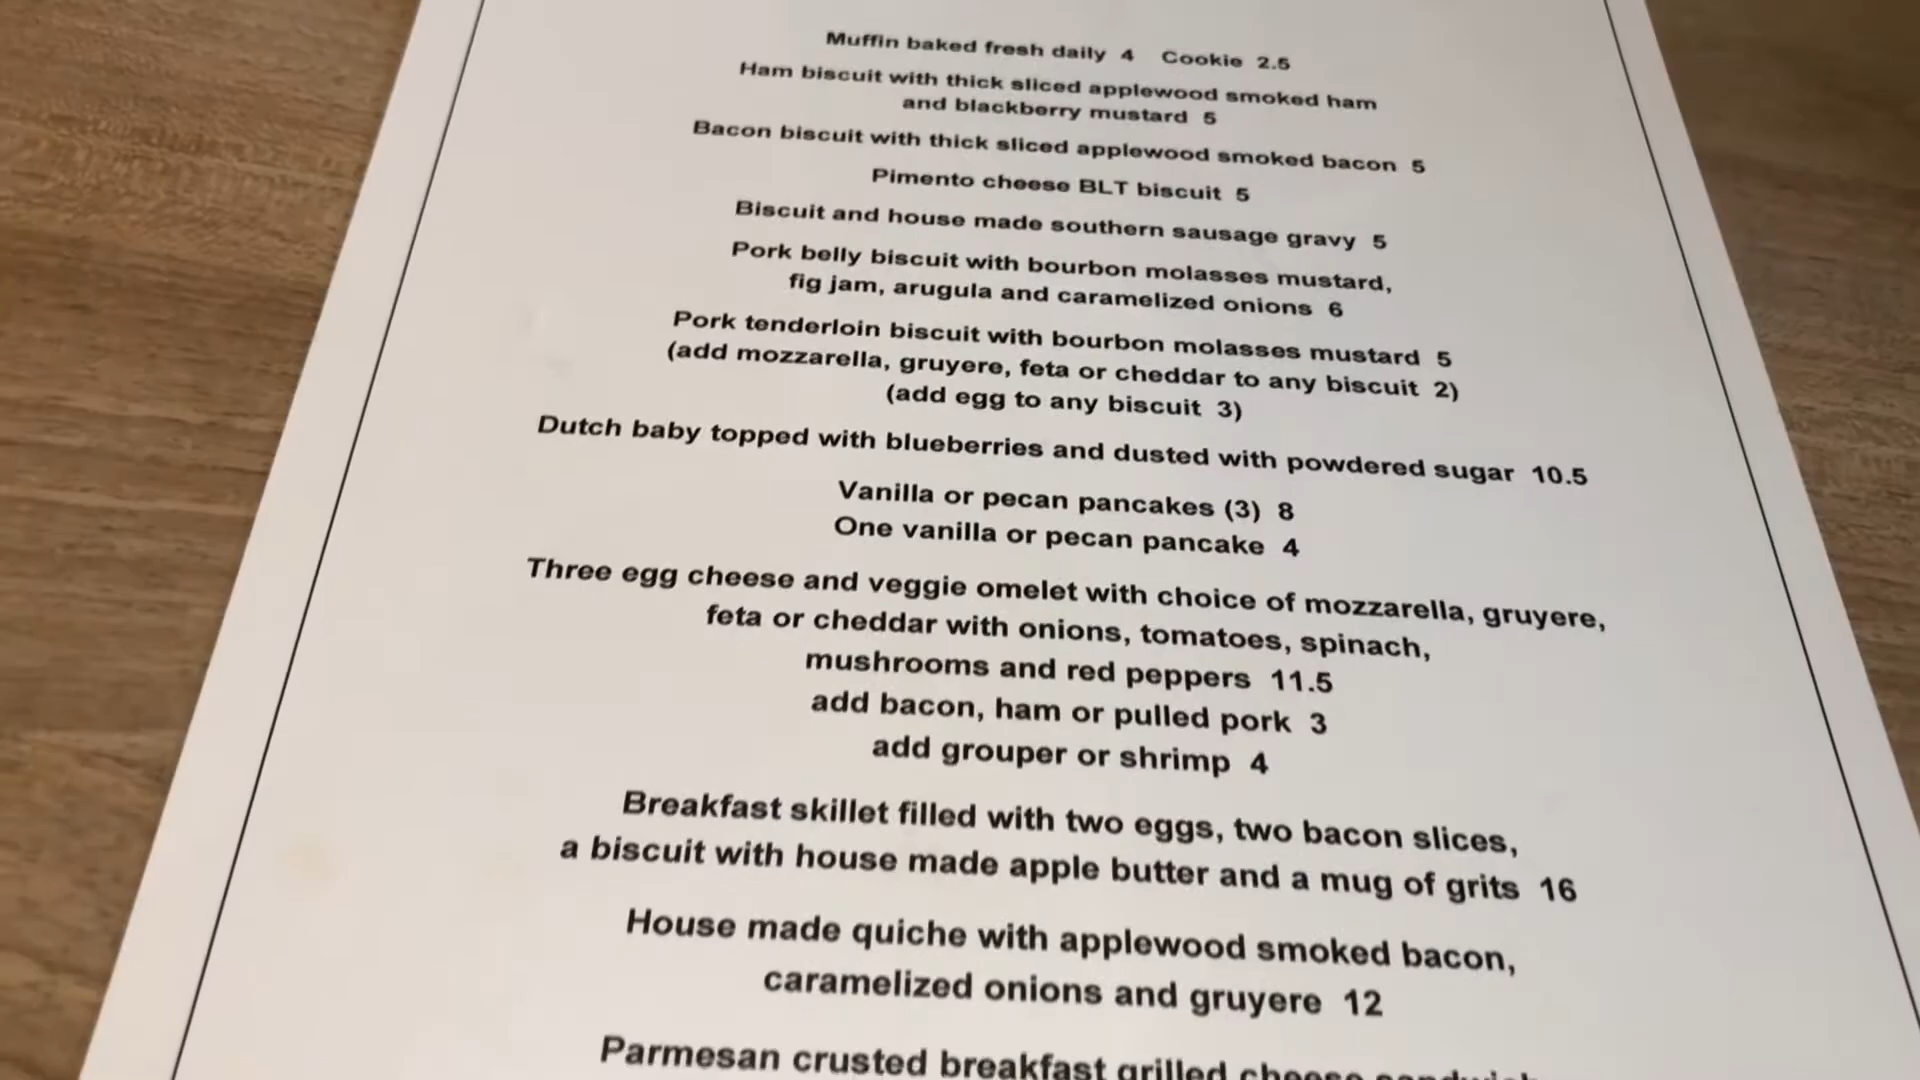 Muffin baked fresh daily 4 Cookie 2.5
Ham biscuit with thick sliced applewood smoked ham
and blackberry mustard 5
Bacon biscuit with thick sliced applewood smoked bacon 5
Pimento cheese BLT biscuit 5
Biscuit and house made southern sausage gravy 5
Pork belly biscuit with bourbon molasses mustard,
fig jam, arugula and caramelized onions 6
Pork tenderloin biscuit with bourbon molasses mustard 5
(add mozzarella, gruyere, feta or cheddar to any biscuit 2)
(add egg to any biscuit 3)
Dutch baby topped with blueberries and dusted with powdered sugar 10.5
Vanilla or pecan pancakes (3) 8
One vanilla or pecan pancake 4
Three egg cheese and veggie omelet with choice of mozzarella, gruyere,
feta or cheddar with onions, tomatoes, spinach,
mushrooms and red peppers 11.5
add bacon, ham or pulled pork 3
add grouper or shrimp 4
Breakfast skillet filled with two eggs, two bacon slices,
a biscuit with house made apple butter and a mug of grits 16
House made quiche with applewood smoked bacon,
caramelized onions and gruyere 12
Parmesan crusted breakfast grilled cheese